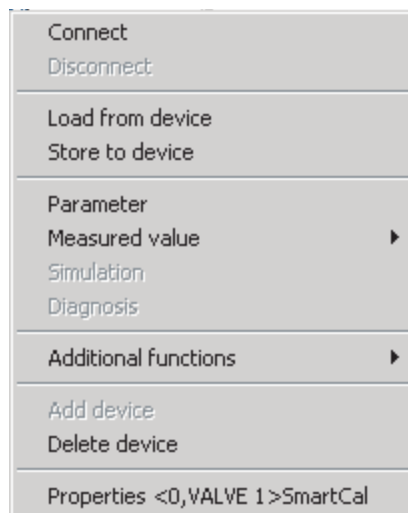 Connect
Disconnect
Load from device
Store to device
Parameter
Measured value
Simulation
Diagnosis
Additional functions
Add device
Delete device
Properties <0,VALVE 1>SmartCal